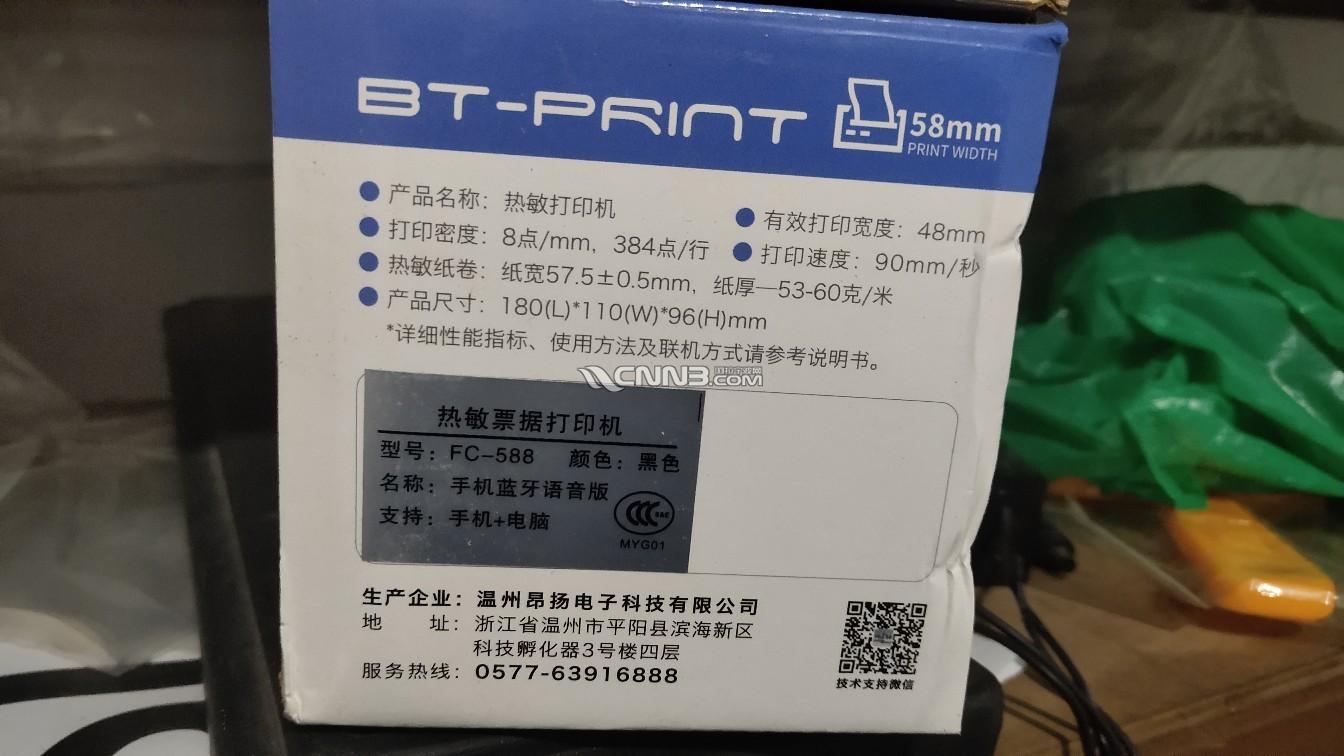 BT-PRINT
58mm
PRINT WIDTH
产品名称：热敏打印机
有效打印宽度：48mm
打印密度：8点/mm，384点/行
打印速度：90mm/秒
热敏纸卷：纸宽57.5±0.5mm，纸厚—53-60克/米
产品尺寸：180(L)*110(W)*96(H)mm
*详细性能指标、使用方法及联机方式请参考说明书。
CNN3.COM
热敏票据打印机
型号：FC-588 颜色：黑色
名称：手机蓝牙语音版
支持：手机+电脑
CCC S&E
MYG01
生产企业：温州昂扬电子科技有限公司
地 址：浙江省温州市平阳县滨海新区
科技孵化器3号楼四层
服务热线：0577-63916888
技术支持微信